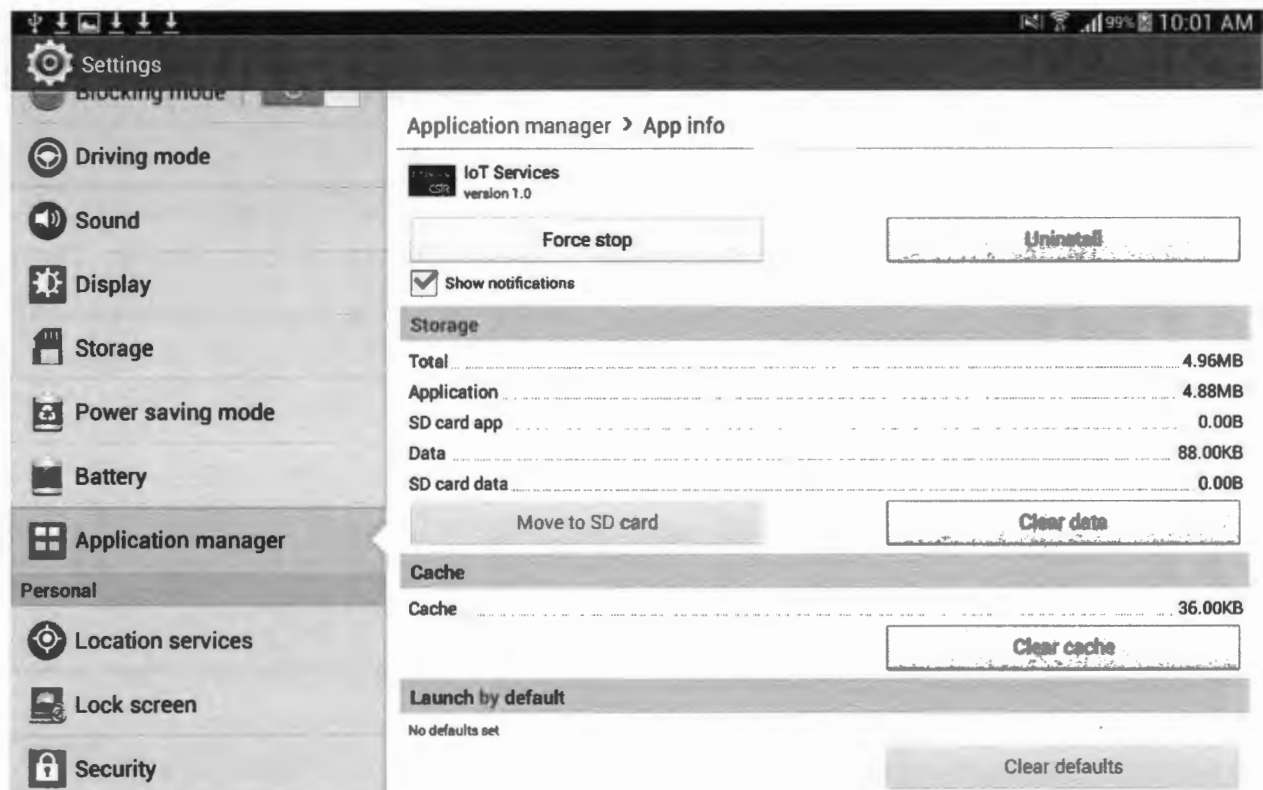 99% 10:01 AM
Settings
Blocking mode
Driving mode
Sound
Display
Storage
Power saving mode
Battery
Application manager
Personal
Location services
Lock screen
Security
Application manager > App info
IoT Services
version 1.0
Force stop
Uninstall
Show notifications
Storage
Total 4.96MB
Application 4.88MB
SD card app 0.00B
Data 88.00KB
SD card data 0.00B
Move to SD card
Clear data
Cache
Cache 36.00KB
Clear cache
Launch by default
No defaults set
Clear defaults